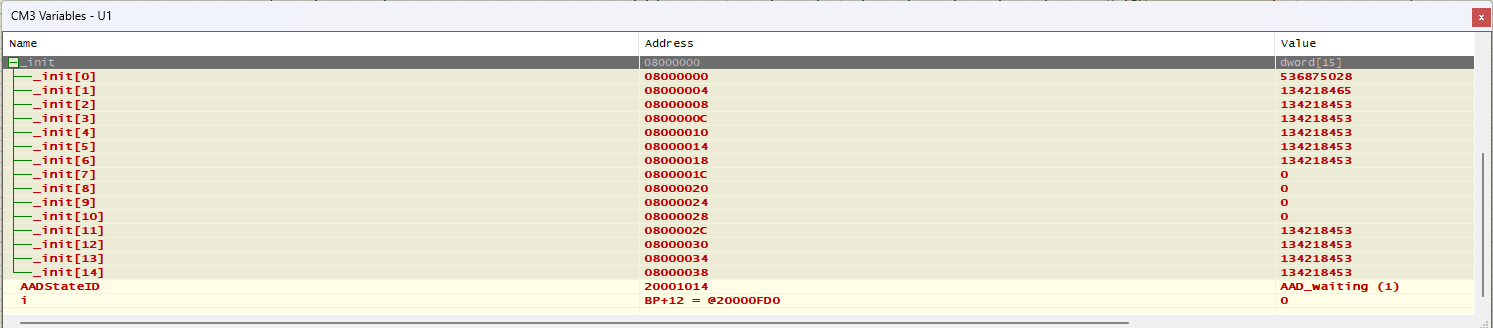 CM3 Variables - U1
x
Name Address Value
_init 08000000 dword[15]
_init[0] 08000000 536875028
_init[1] 08000004 134218465
_init[2] 08000008 134218453
_init[3] 0800000C 134218453
_init[4] 08000010 134218453
_init[5] 08000014 134218453
_init[6] 08000018 134218453
_init[7] 0800001C 0
_init[8] 08000020 0
_init[9] 08000024 0
_init[10] 08000028 0
_init[11] 0800002C 134218453
_init[12] 08000030 134218453
_init[13] 08000034 134218453
_init[14] 08000038 134218453
AADStateID 20001014 AAD_Waiting (1)
i BP+12 = @20000FD0 0